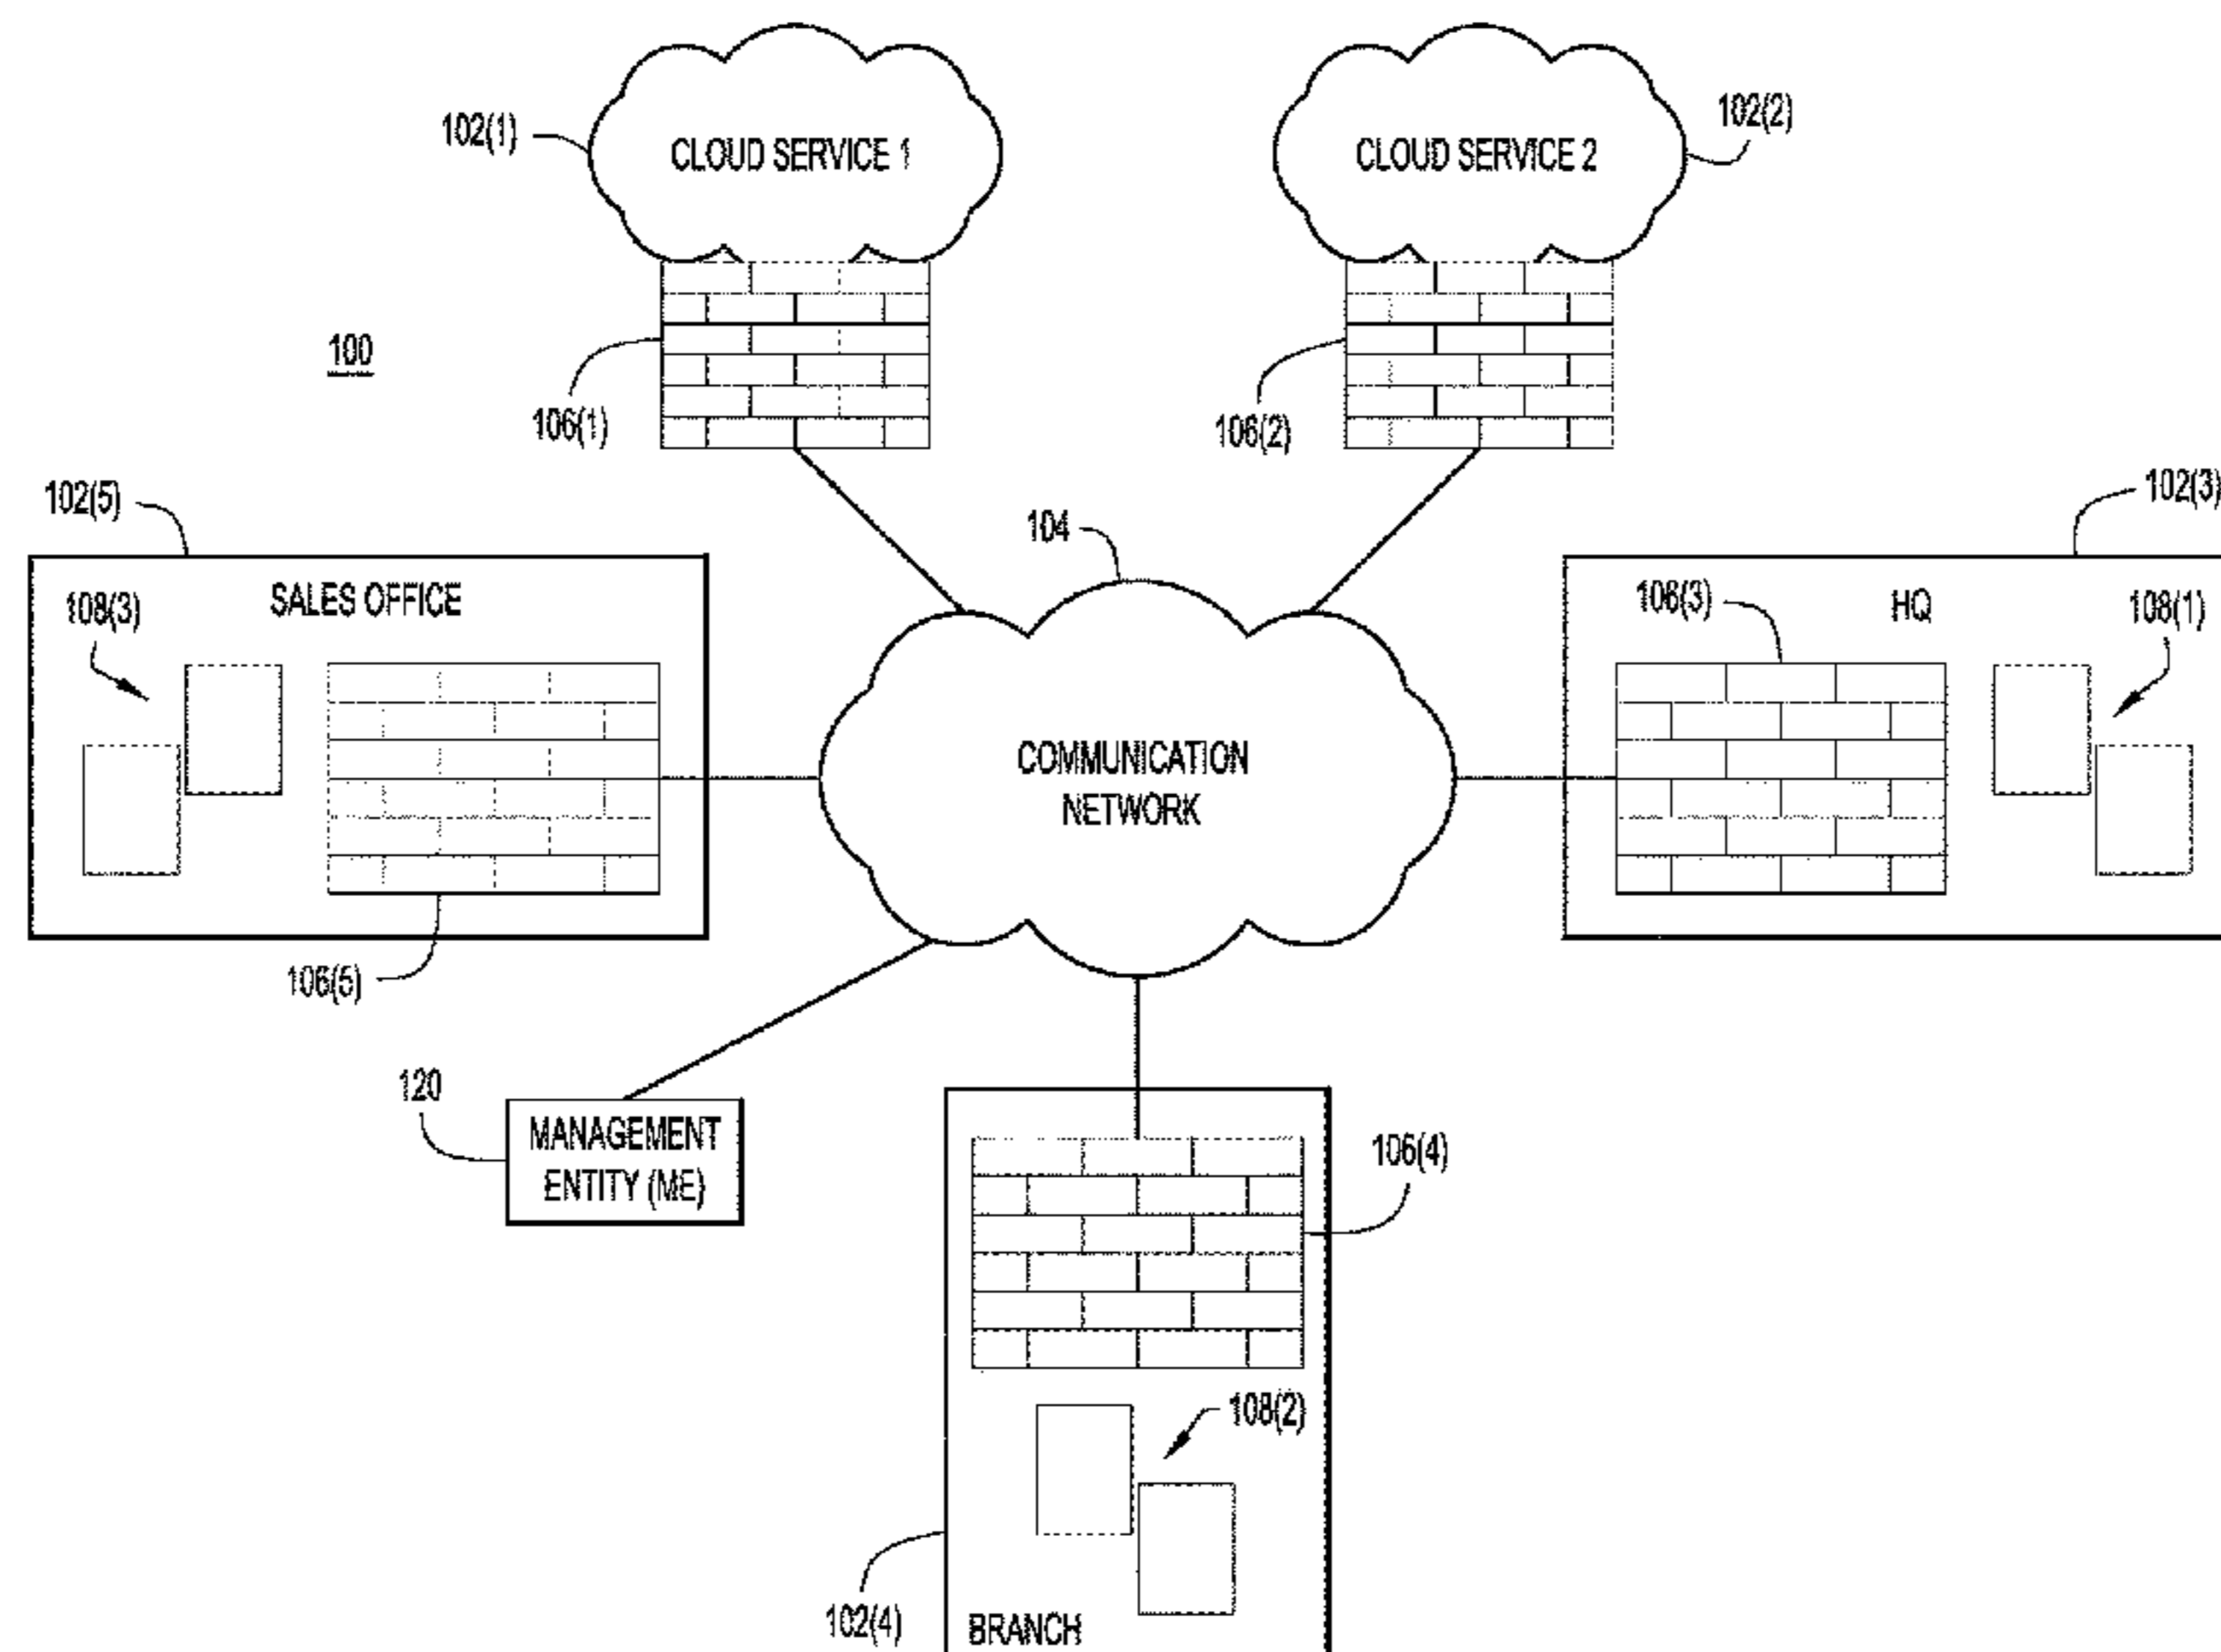 102(1)
CLOUD SERVICE 1
CLOUD SERVICE 2
102(2)
100
106(1)
106(2)
102(5)
104
102(3)
SALES OFFICE
108(3)
106(3)
HQ
108(1)
COMMUNICATION
NETWORK
106(5)
120
MANAGEMENT
ENTITY (ME)
106(4)
108(2)
102(4)
BRANCH